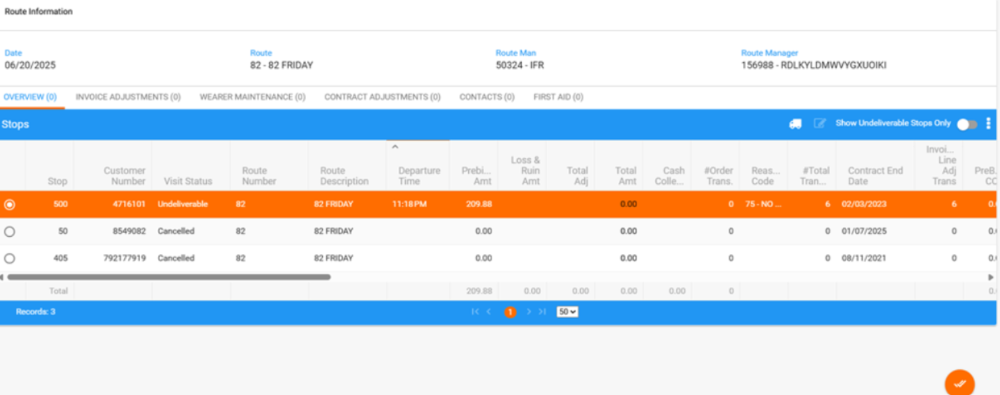 Route Information
Date Route Route Man Route Manager
06/20/2025 82 - 82 FRIDAY 50324 - IFR 156988 - RDLKYLDMWVYGXUOIKI
OVERVIEW (0) INVOICE ADJUSTMENTS (0) WEARER MAINTENANCE (0) CONTRACT ADJUSTMENTS (0) CONTACTS (0) FIRST AID (0)
Stops Show Undeliverable Stops Only
Stop Customer Number Visit Status Route Number Route Description Departure Time Prebi... Amt Loss & Ruin Amt Total Adj Total Amt Cash Colle... #Order Trans. Reas... Code #Total Tran... Contract End Date Invoi... Line Adj Trans PreB. CC
500 4716101 Undeliverable 82 82 FRIDAY 11:18 PM 209.88 0.00 0 75 - NO ... 6 02/03/2023 6 0.
50 8549082 Cancelled 82 82 FRIDAY 0.00 0.00 0 0 01/07/2025 0 0.
405 792177919 Cancelled 82 82 FRIDAY 0.00 0.00 0 0 08/11/2021 0 0.
Total 209.88 0.00 0.00 0.00 0.00 0 0.
Records: 3 1 50